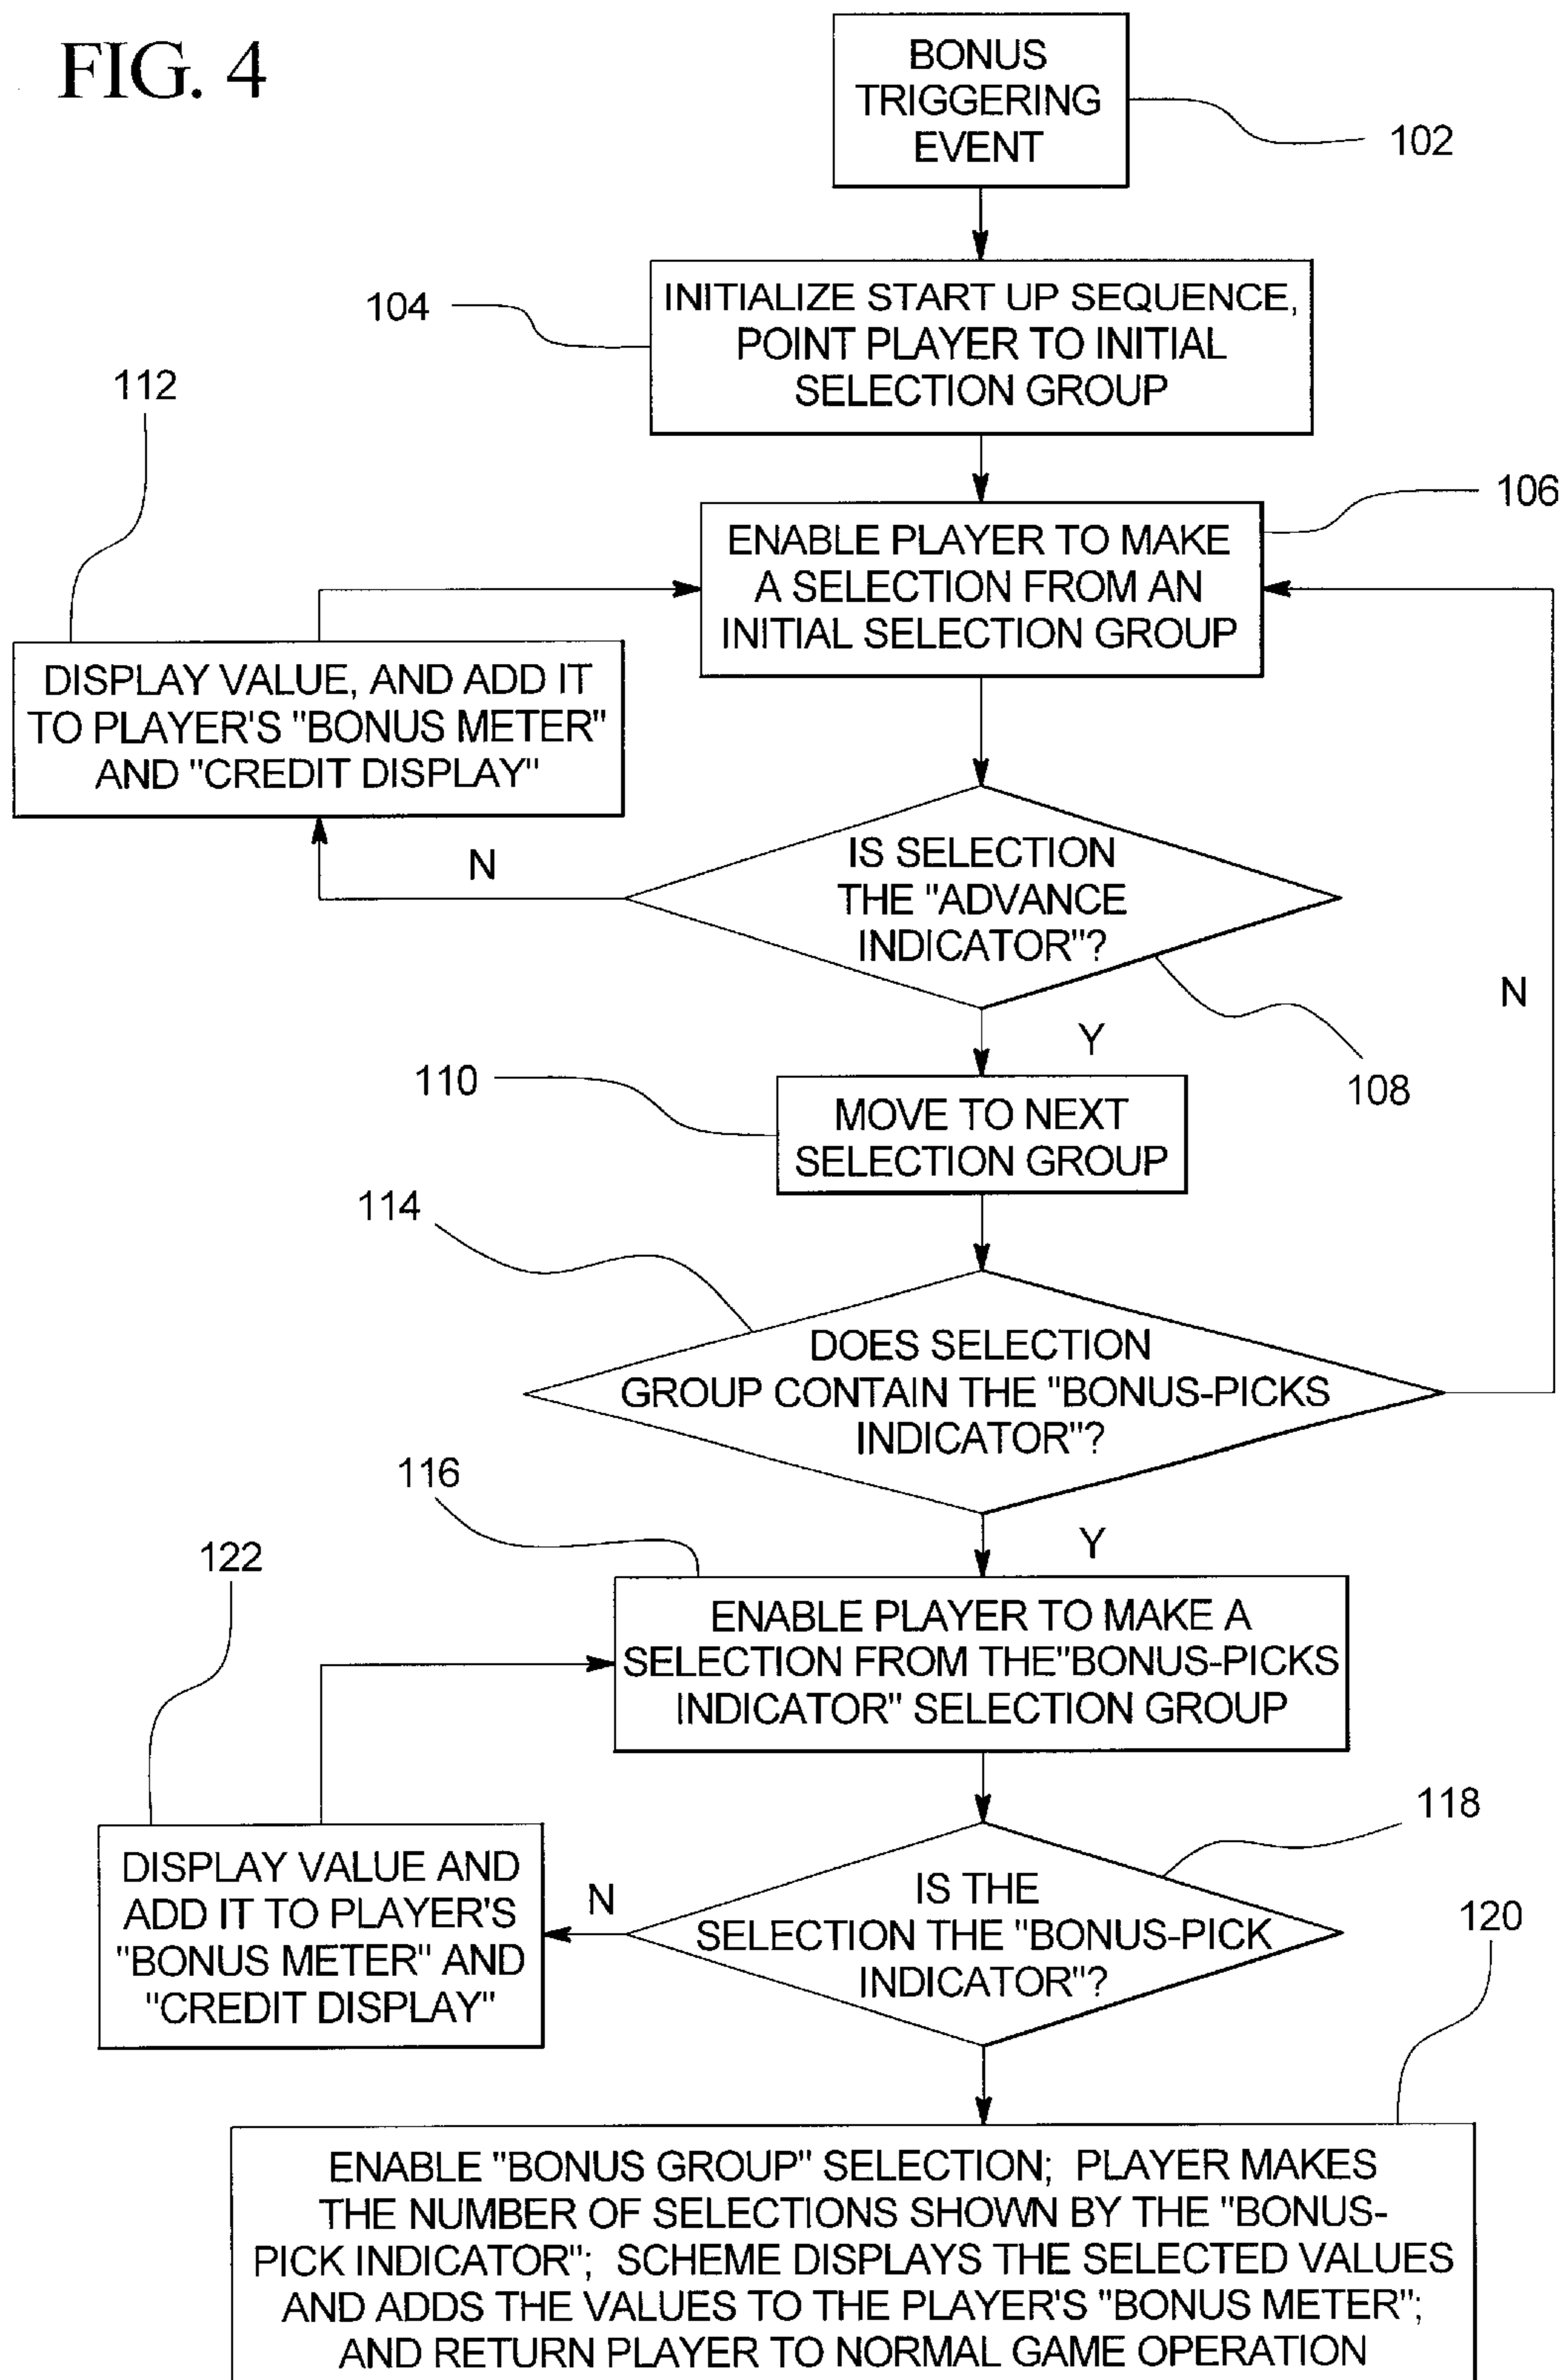 FIG. 4
BONUS
TRIGGERING
EVENT
102
104
INITIALIZE START UP SEQUENCE,
POINT PLAYER TO INITIAL
SELECTION GROUP
112
106
ENABLE PLAYER TO MAKE
A SELECTION FROM AN
INITIAL SELECTION GROUP
DISPLAY VALUE, AND ADD IT
TO PLAYER'S "BONUS METER"
AND "CREDIT DISPLAY"
N
IS SELECTION
THE "ADVANCE
INDICATOR"?
N
Y
108
110
MOVE TO NEXT
SELECTION GROUP
114
DOES SELECTION
GROUP CONTAIN THE "BONUS-PICKS
INDICATOR"?
116
Y
122
ENABLE PLAYER TO MAKE A
SELECTION FROM THE"BONUS-PICKS
INDICATOR" SELECTION GROUP
118
DISPLAY VALUE AND
ADD IT TO PLAYER'S
"BONUS METER" AND
"CREDIT DISPLAY"
N
IS THE
SELECTION THE "BONUS-PICK
INDICATOR"?
120
ENABLE "BONUS GROUP" SELECTION; PLAYER MAKES
THE NUMBER OF SELECTIONS SHOWN BY THE "BONUS-
PICK INDICATOR"; SCHEME DISPLAYS THE SELECTED VALUES
AND ADDS THE VALUES TO THE PLAYER'S "BONUS METER";
AND RETURN PLAYER TO NORMAL GAME OPERATION